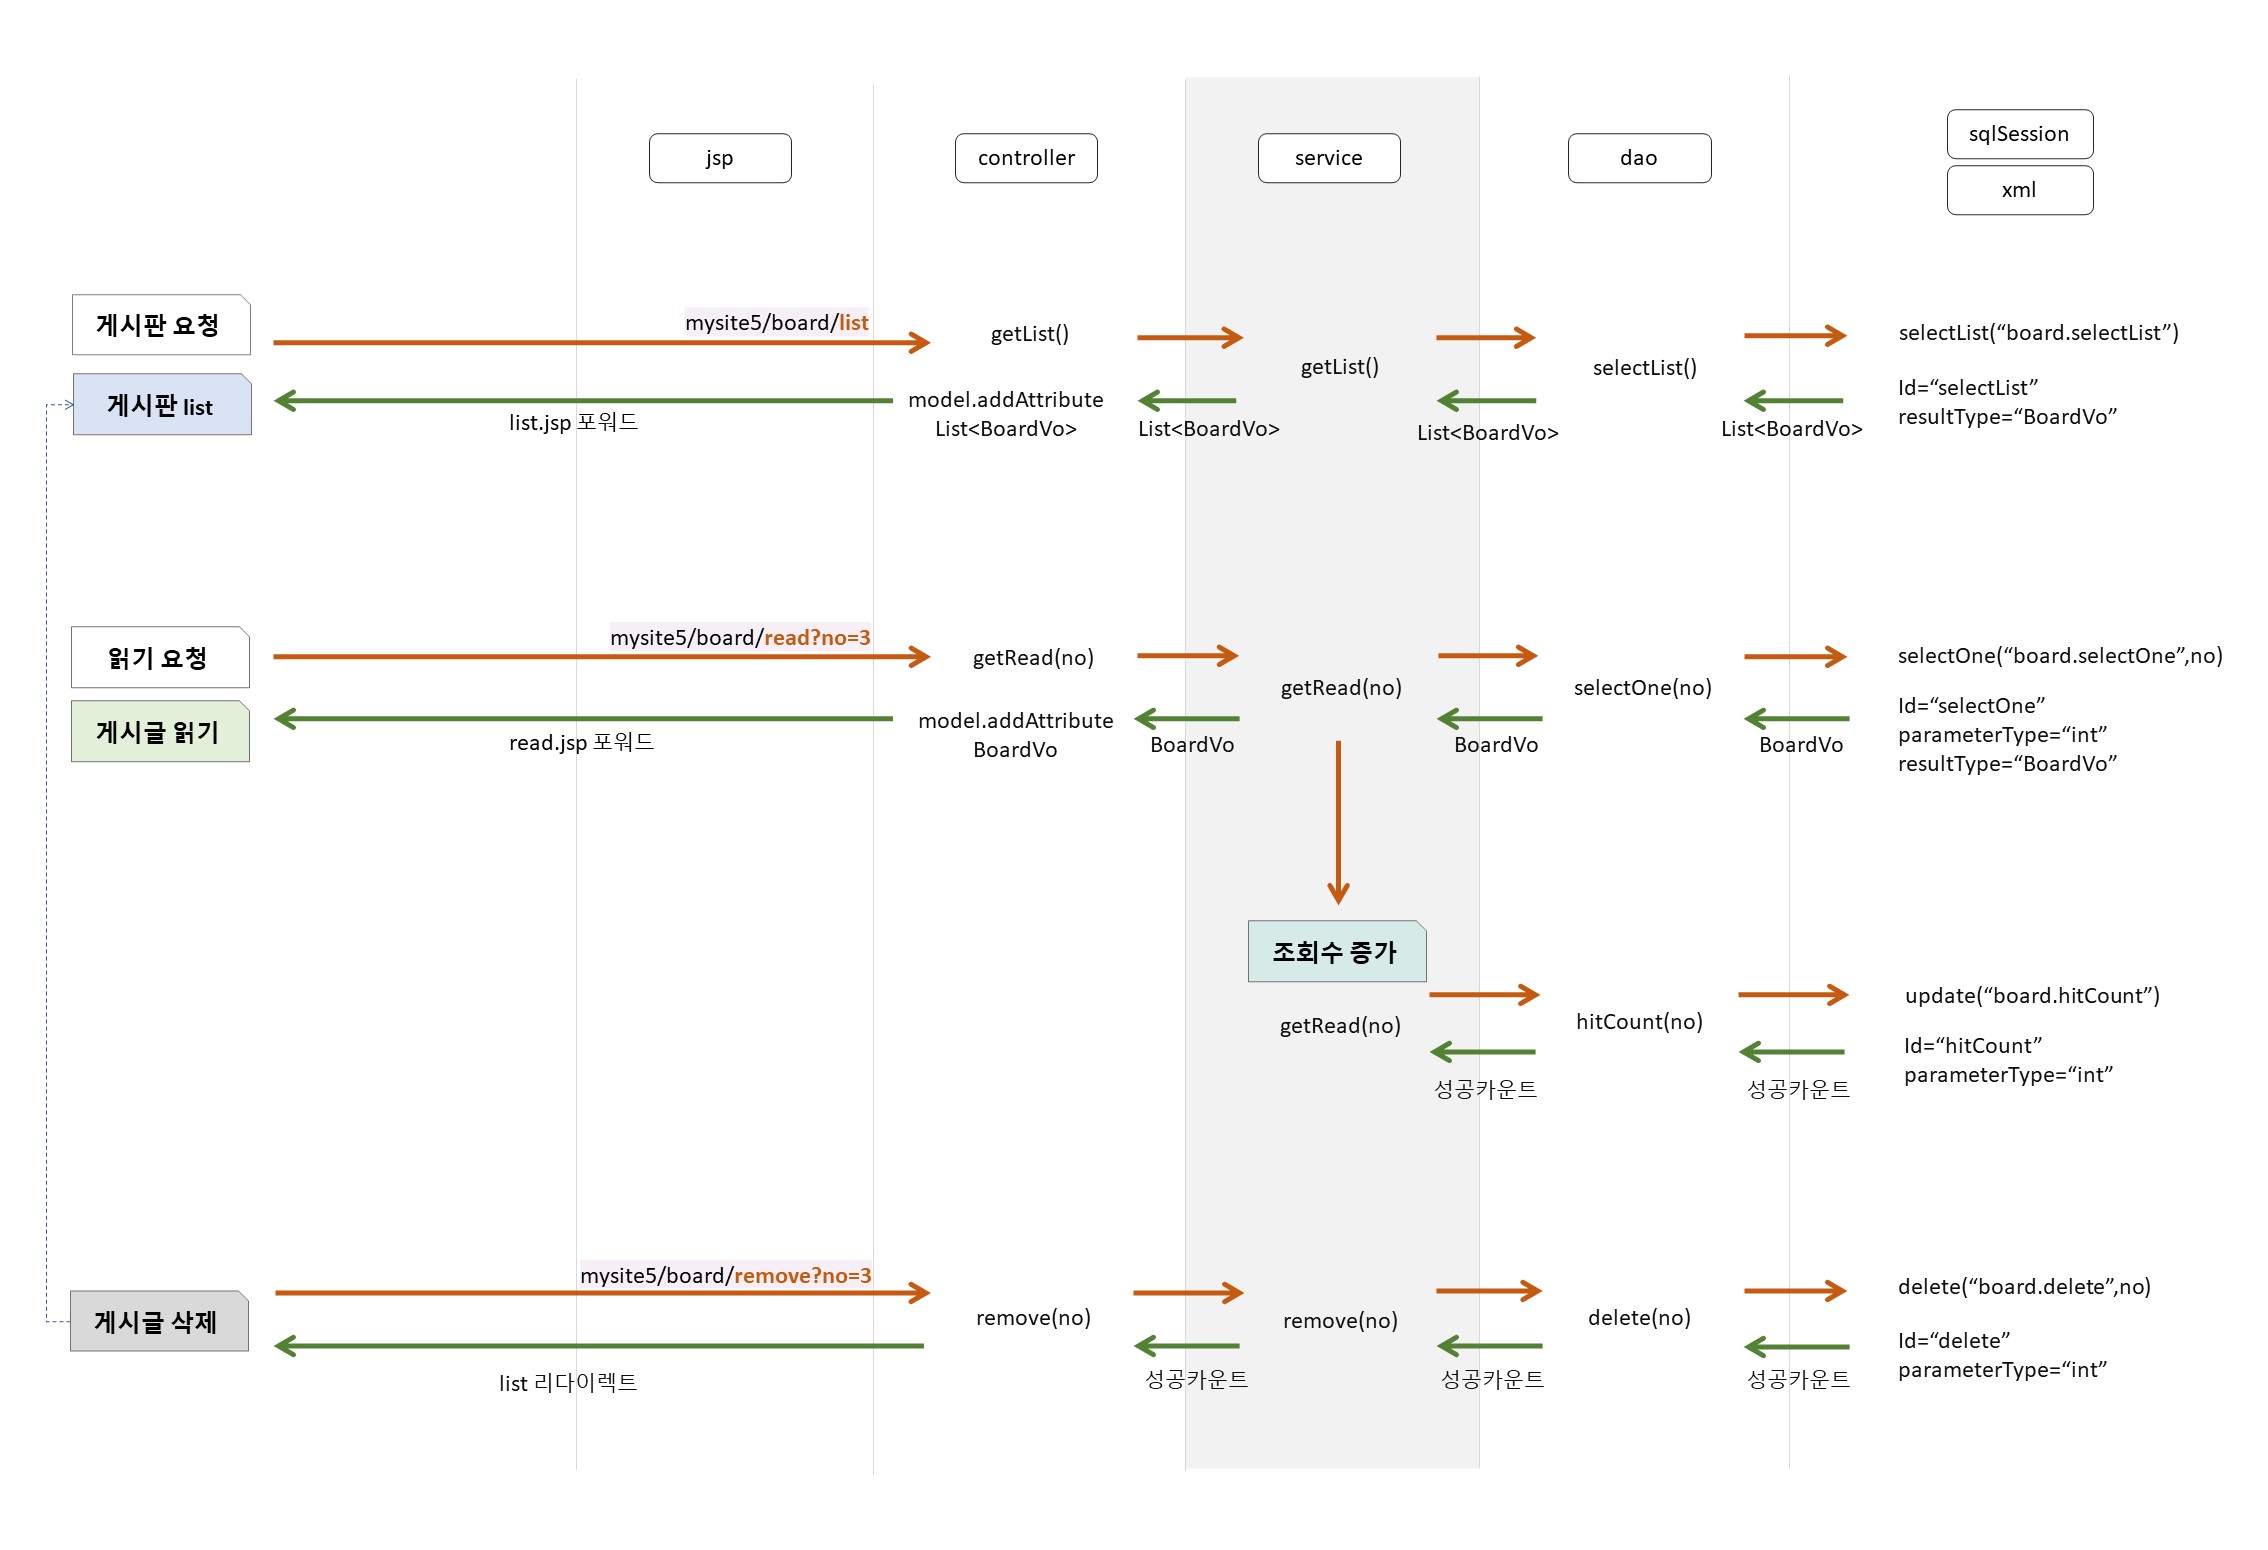 jsp
controller
service
dao
sqlSession
xml
게시판 요청
mysite5/board/list
getList()
getList()
selectList()
selectList(“board.selectList”)
게시판 list
list.jsp 포워드
model.addAttribute
List<BoardVo>
List<BoardVo>
List<BoardVo>
List<BoardVo>
Id=“selectList”
resultType=“BoardVo”
읽기 요청
mysite5/board/read?no=3
getRead(no)
getRead(no)
selectOne(no)
selectOne(“board.selectOne”,no)
게시글 읽기
read.jsp 포워드
model.addAttribute
BoardVo
BoardVo
BoardVo
BoardVo
Id=“selectOne”
parameterType=“int”
resultType=“BoardVo”
조회수 증가
getRead(no)
hitCount(no)
update(“board.hitCount”)
성공카운트
성공카운트
Id=“hitCount”
parameterType=“int”
게시글 삭제
mysite5/board/remove?no=3
remove(no)
remove(no)
delete(no)
delete(“board.delete”,no)
list 리다이렉트
성공카운트
성공카운트
성공카운트
Id=“delete”
parameterType=“int”